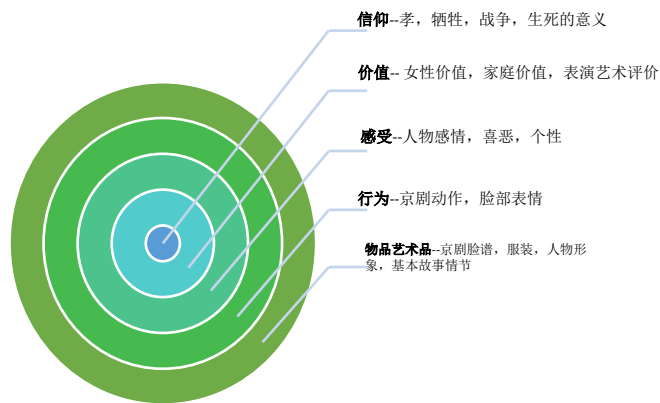 信仰--孝，牺牲，战争，生死的意义
价值-- 女性价值，家庭价值，表演艺术评价
感受--人物感情，喜恶，个性
行为--京剧动作，脸部表情
物品艺术品--京剧脸谱，服装，人物形
象，基本故事情节